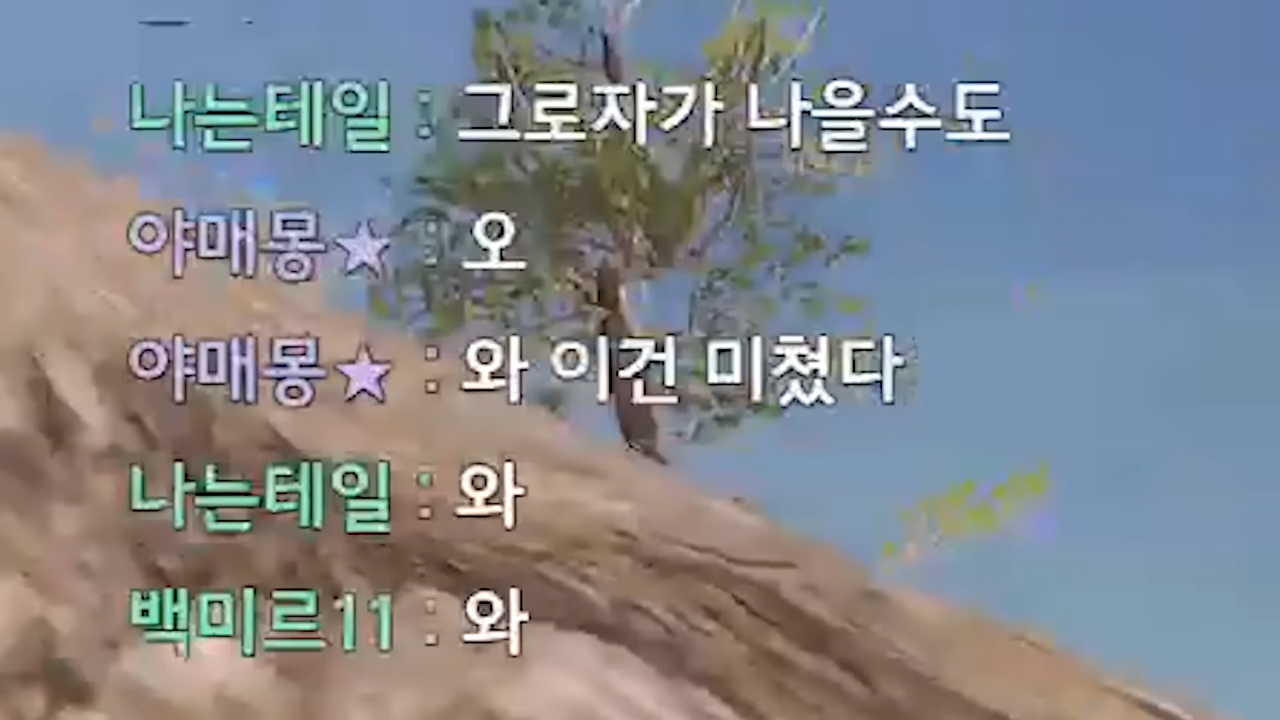 나는테일 : 그로자가 나을수도
야매몽★ : 오
야매몽★ : 와 이건 미쳤다
나는테일 : 와
백미르11 : 와